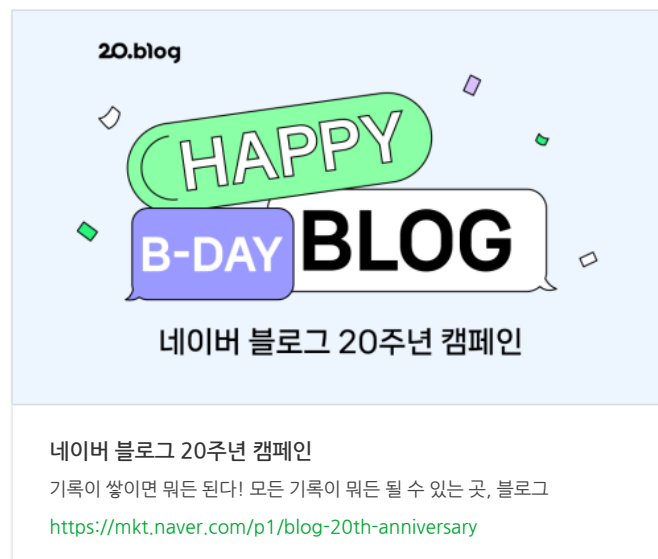 20.blog
HAPPY
B-DAY BLOG
네이버 블로그 20주년 캠페인
네이버 블로그 20주년 캠페인
기록이 쌓이면 뭐든 된다! 모든 기록이 뭐든 될 수 있는 곳, 블로그
https://mkt.naver.com/p1/blog-20th-anniversary